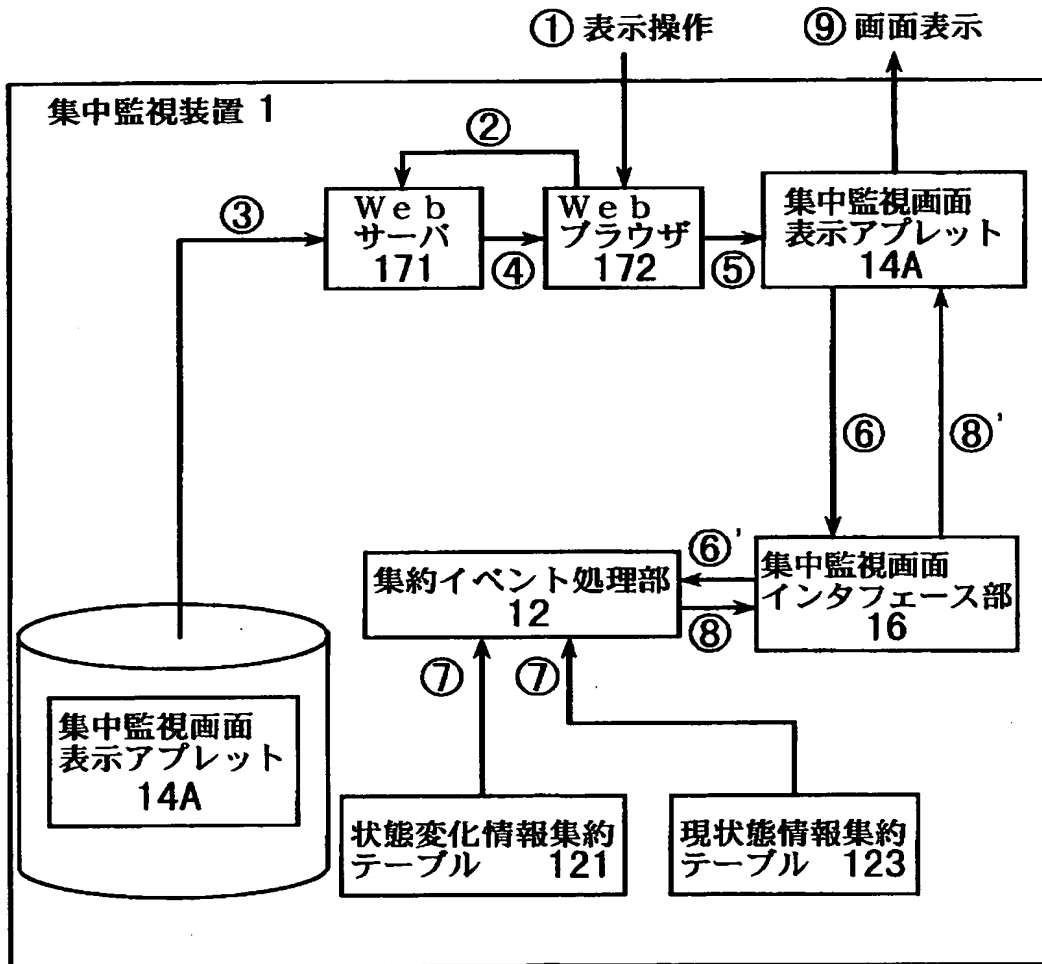 ① 表示操作
⑨ 画面表示
集中監視装置 1
②
③
Ｗｅｂ
サーバ
171
④
Ｗｅｂ
ブラウザ
172
⑤
集中監視画面
表示アプレット
14A
⑥
⑧'
⑥'
集約イベント処理部
12
⑧
集中監視画面
インタフェース部
16
⑦
⑦
集中監視画面
表示アプレット
14A
状態変化情報集約
テーブル 121
現状態情報集約
テーブル 123